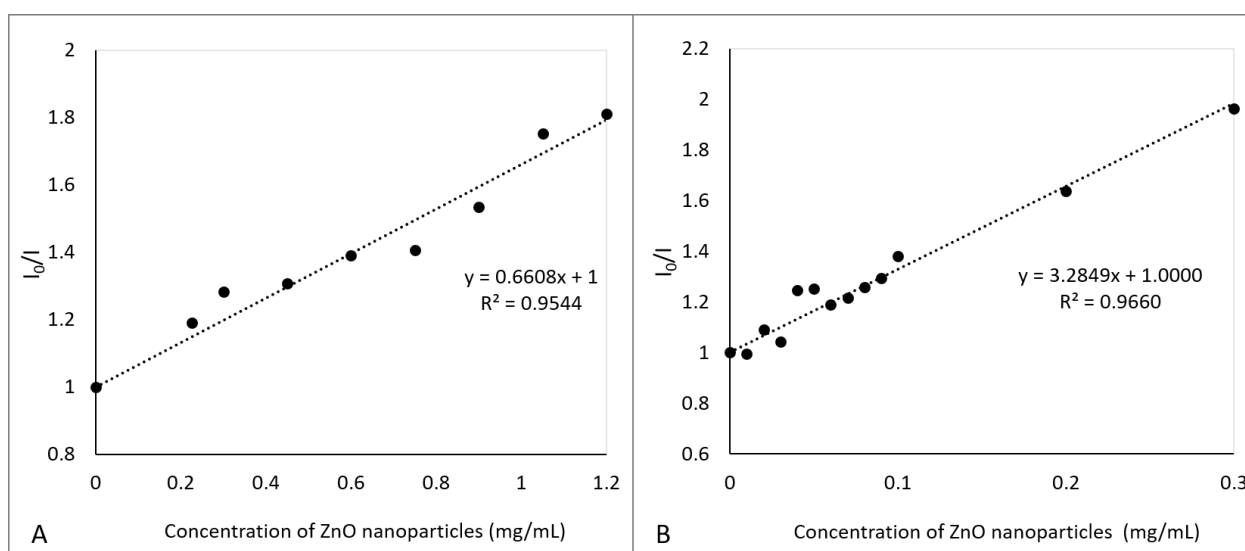 2
1.8
1.6
1.4
1.2
1
0.8
I₀/I
y = 0.6608x + 1
R² = 0.9544
0 0.2 0.4 0.6 0.8 1 1.2
A Concentration of ZnO nanoparticles (mg/mL)
2.2
2
1.8
1.6
1.4
1.2
1
0.8
0.6
I₀/I
y = 3.2849x + 1.0000
R² = 0.9660
0 0.1 0.2 0.3
B Concentration of ZnO nanoparticles (mg/mL)